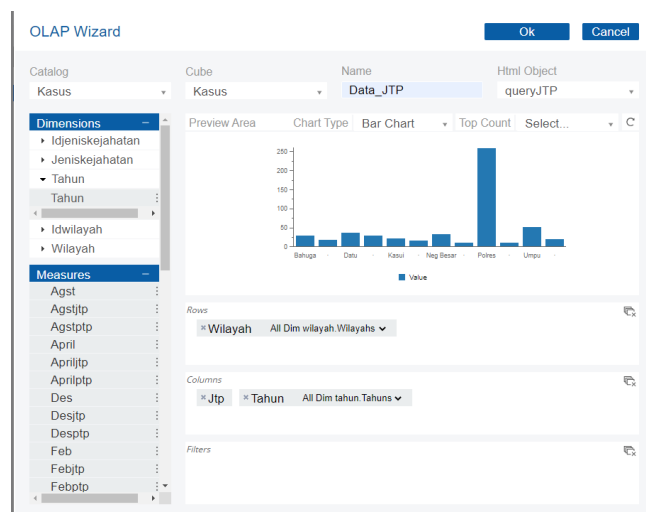 OLAP Wizard
Ok Cancel
Catalog Cube Name Html Object
Kasus Kasus Data_JTP queryJTP
Dimensions
Idjeniskejahatan
Jeniskejahatan
Tahun
Tahun
Idwilayah
Wilayah
Measures
Agst
Agstjtp
Agstptp
April
Apriljtp
Aprilptp
Des
Desjtp
Desptp
Feb
Febjtp
Febptp
Preview Area Chart Type Bar Chart Top Count Select...
250
200
150
100
50
0
Bahuga Datu Kasui Neg Besar Polres Umpu
Value
Rows
×Wilayah All Dim wilayah.Wilayahs
Columns
×Jtp ×Tahun All Dim tahun.Tahuns
Filters